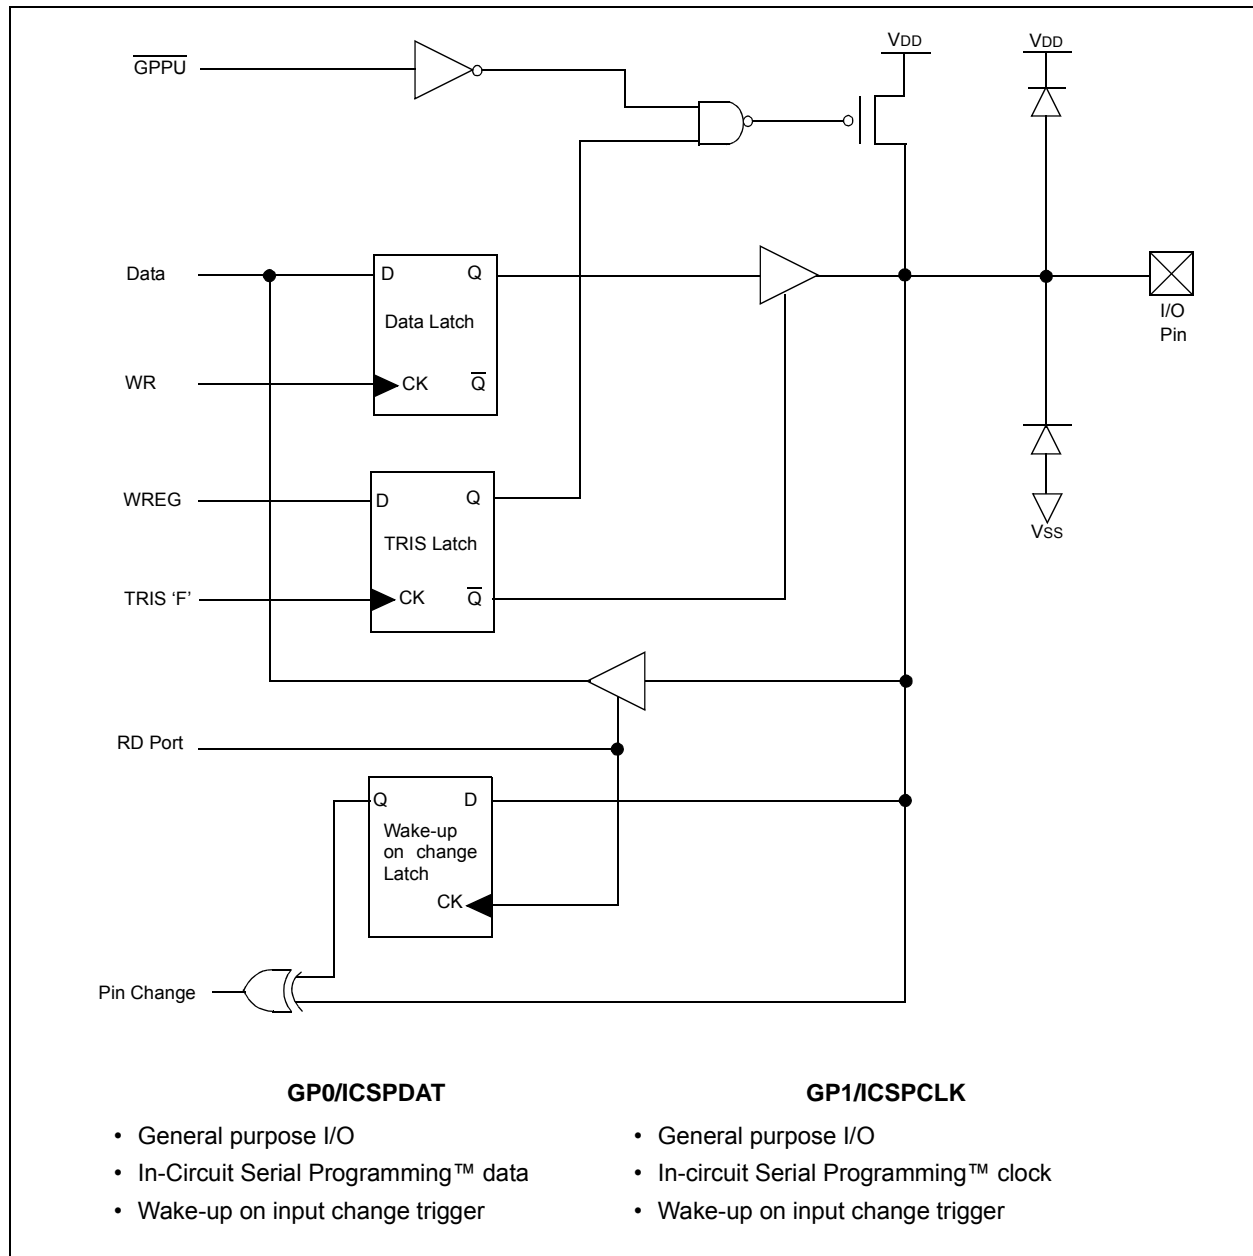 GPPU
VDD
VDD
Data
D
Q
Data Latch
I/O
Pin
WR
CK
Q
WREG
D
Q
TRIS Latch
VSS
TRIS ‘F’
CK
Q
RD Port
Q
D
Wake-up
on change
Latch
CK
Pin Change
GP0/ICSPDAT
• General purpose I/O
• In-Circuit Serial Programming™ data
• Wake-up on input change trigger
GP1/ICSPCLK
• General purpose I/O
• In-circuit Serial Programming™ clock
• Wake-up on input change trigger